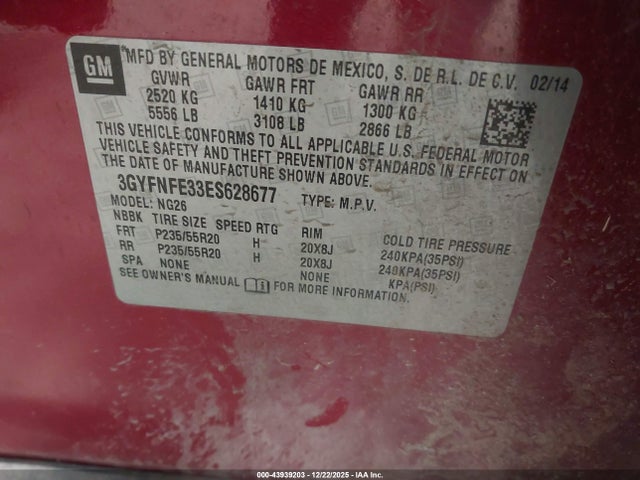 GM
MFD BY GENERAL MOTORS DE MEXICO, S. DE R.L. DE C.V. 02/14
GVWR GAWR FRT GAWR RR
2520 KG 1410 KG 1300 KG
5556 LB 3108 LB 2866 LB
THIS VEHICLE CONFORMS TO ALL APPLICABLE U.S. FEDERAL MOTOR
VEHICLE SAFETY AND THEFT PREVENTION STANDARDS IN EFFECT ON
THE DATE OF MANUFACTURE SHOWN ABOVE.
3GYFNFE33ES628677 TYPE: M.P.V.
MODEL: NG26
NBBK TIRE SIZE SPEED RTG RIM COLD TIRE PRESSURE
FRT P235/55R20 H 20X8J 240KPA(35PSI)
RR P235/55R20 H 20X8J 240KPA(35PSI)
SPA NONE NONE KPA(PSI)
SEE OWNER'S MANUAL FOR MORE INFORMATION.
000-43939203 - 12/22/2025 - IAA Inc.